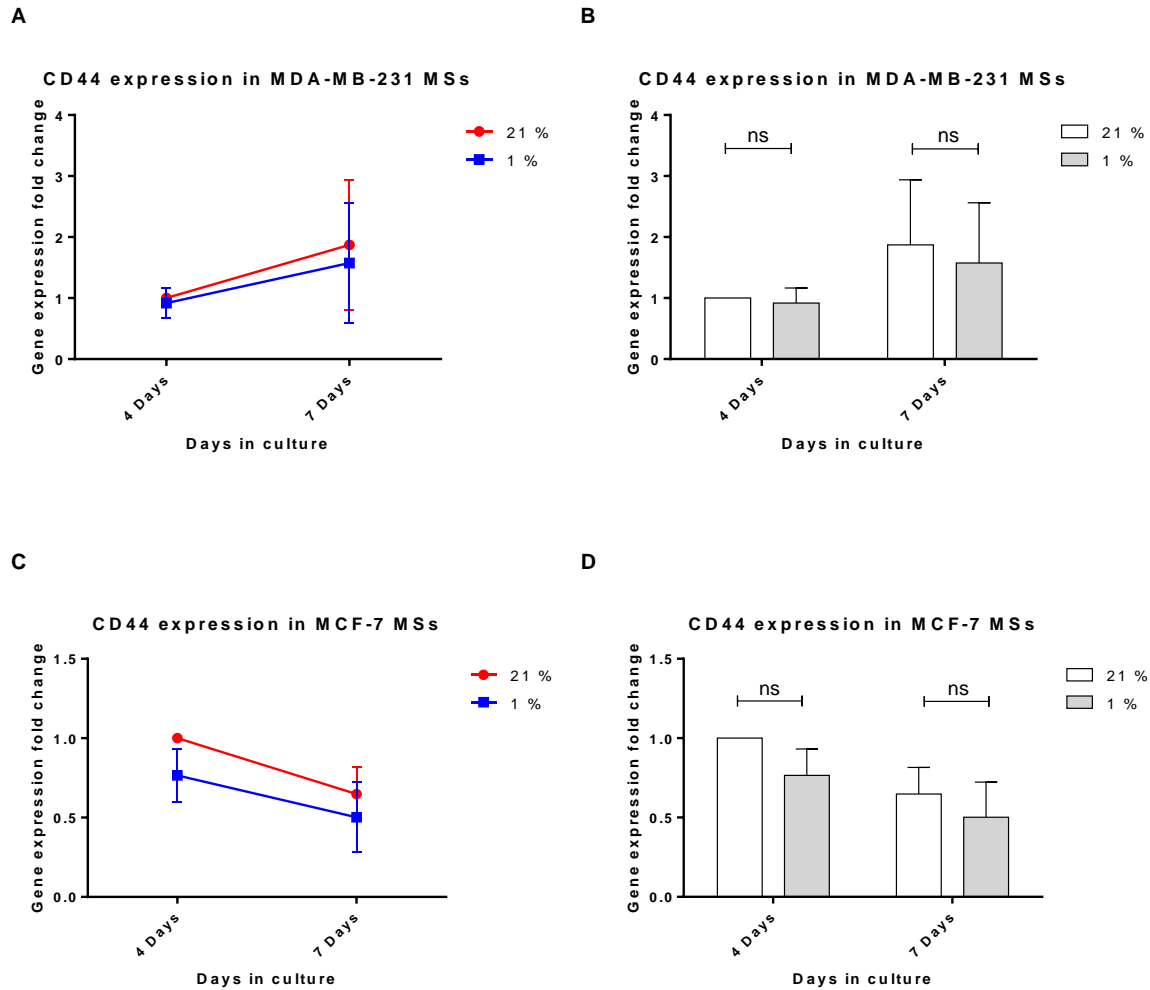 A
CD44 expression in MDA-MB-231 MSs
Gene expression fold change
4
3
2
1
0
4 Days
7 Days
Days in culture
21 %
1 %
B
CD44 expression in MDA-MB-231 MSs
Gene expression fold change
4
3
2
1
0
ns
ns
4 Days
7 Days
Days in culture
21 %
1 %
C
CD44 expression in MCF-7 MSs
Gene expression fold change
1.5
1.0
0.5
0.0
4 Days
7 Days
Days in culture
21 %
1 %
D
CD44 expression in MCF-7 MSs
Gene expression fold change
1.5
1.0
0.5
0.0
ns
ns
4 Days
7 Days
Days in culture
21 %
1 %